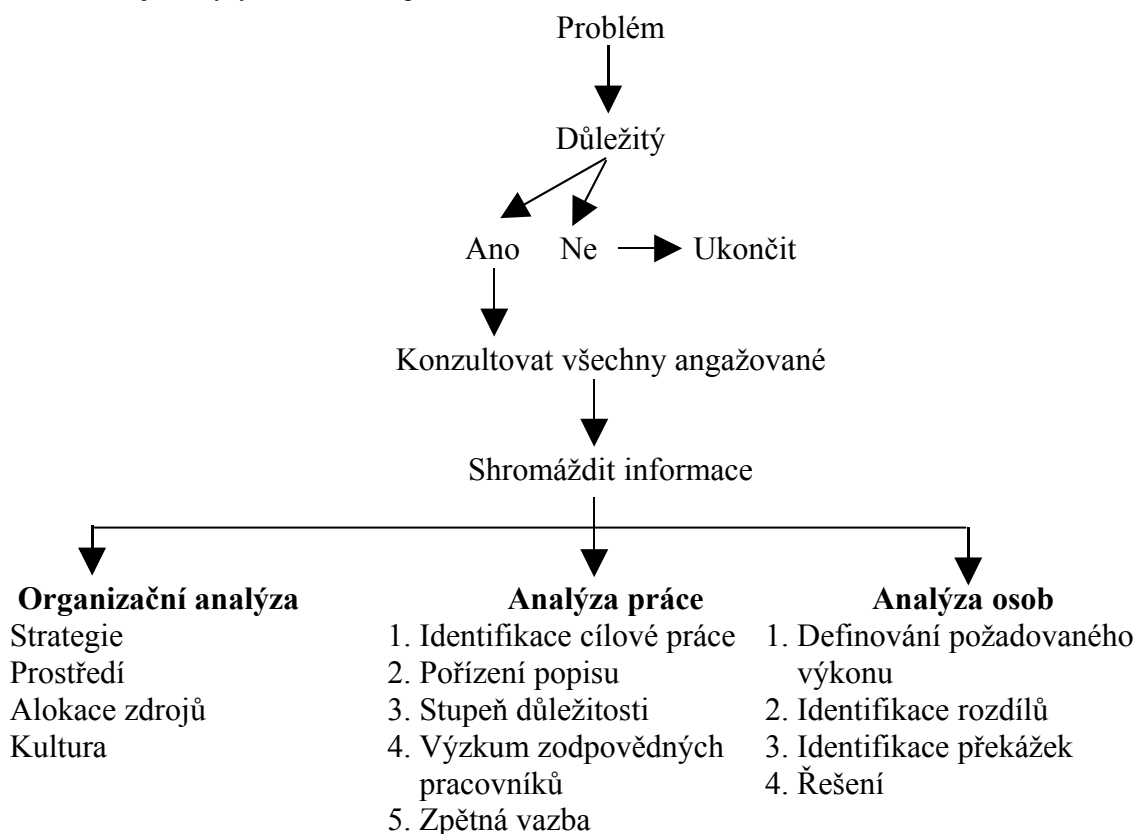 Problém
Důležitý
Ano Ne Ukončit
Konzultovat všechny angažované
Shromáždit informace
Organizační analýza
Strategie
Prostředí
Alokace zdrojů
Kultura
Analýza práce
1. Identifikace cílové práce
2. Pořízení popisu
3. Stupeň důležitosti
4. Výzkum zodpovědných
pracovníků
5. Zpětná vazba
Analýza osob
1. Definování požadovaného
výkonu
2. Identifikace rozdílů
3. Identifikace překážek
4. Řešení